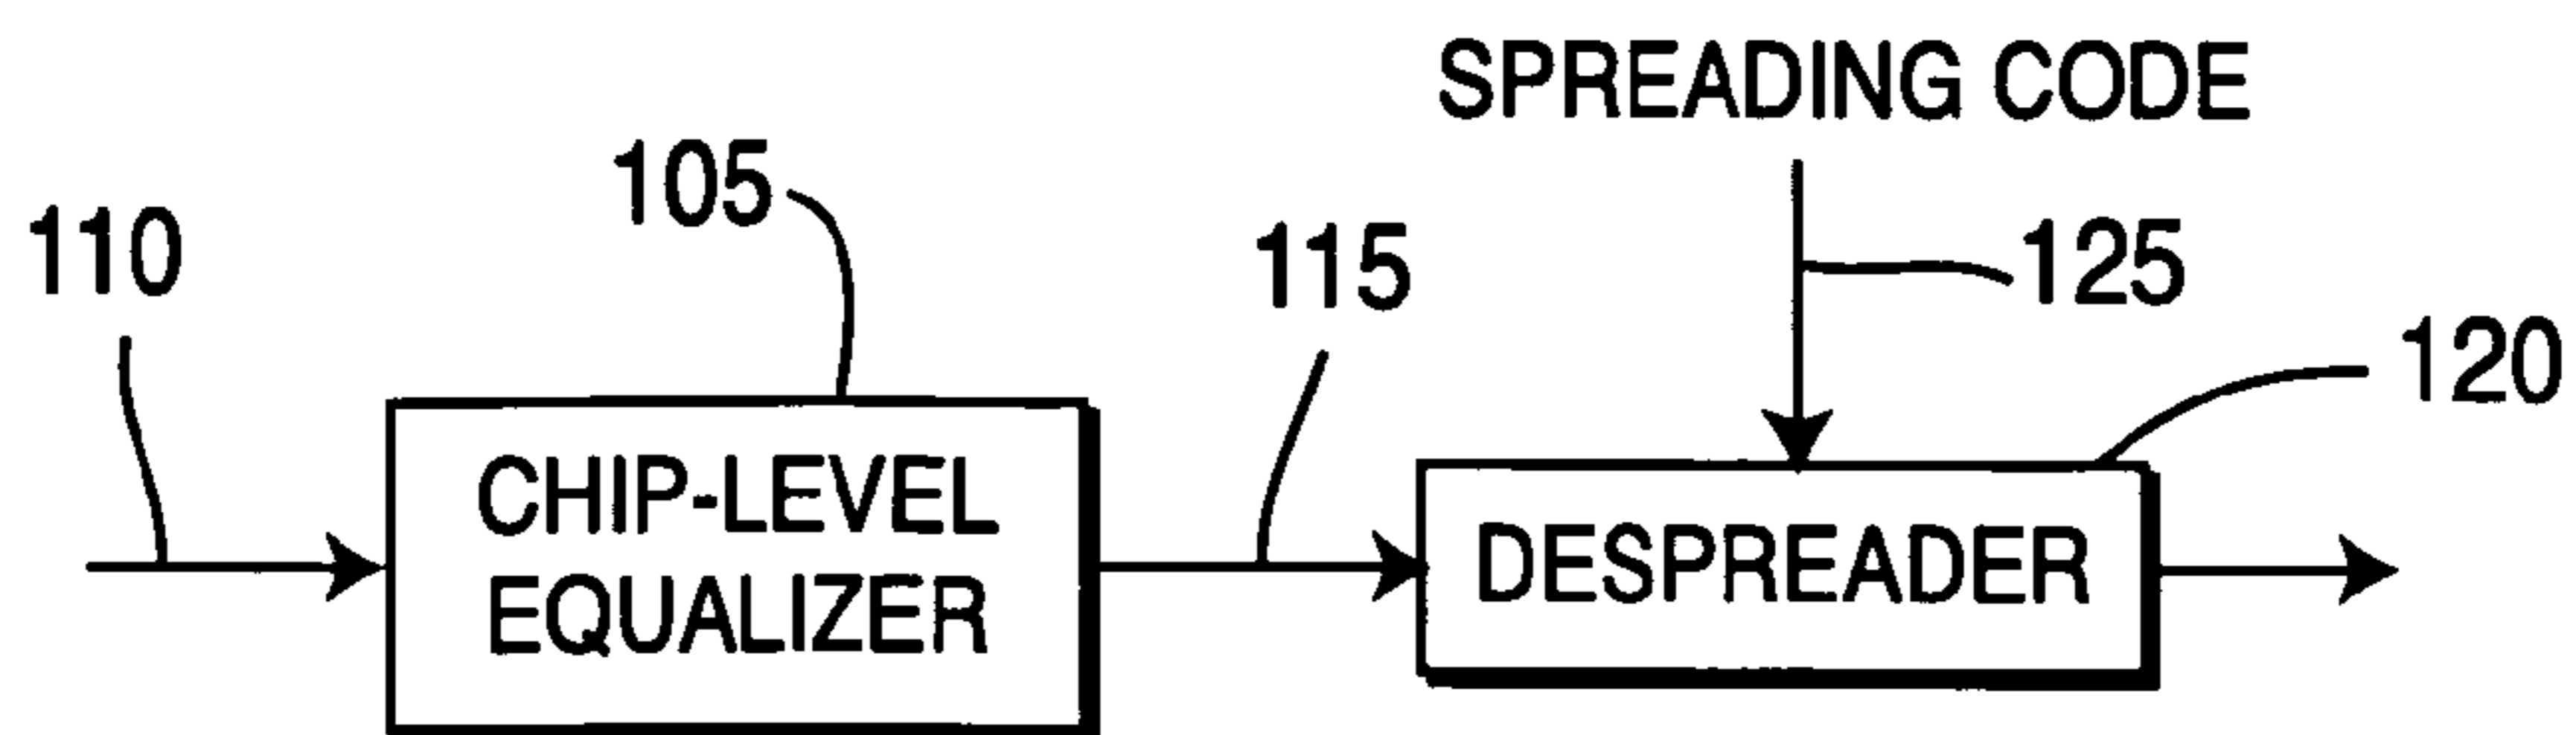 SPREADING CODE
105
110
115
125
120
CHIP-LEVEL
EQUALIZER
DESPREADER